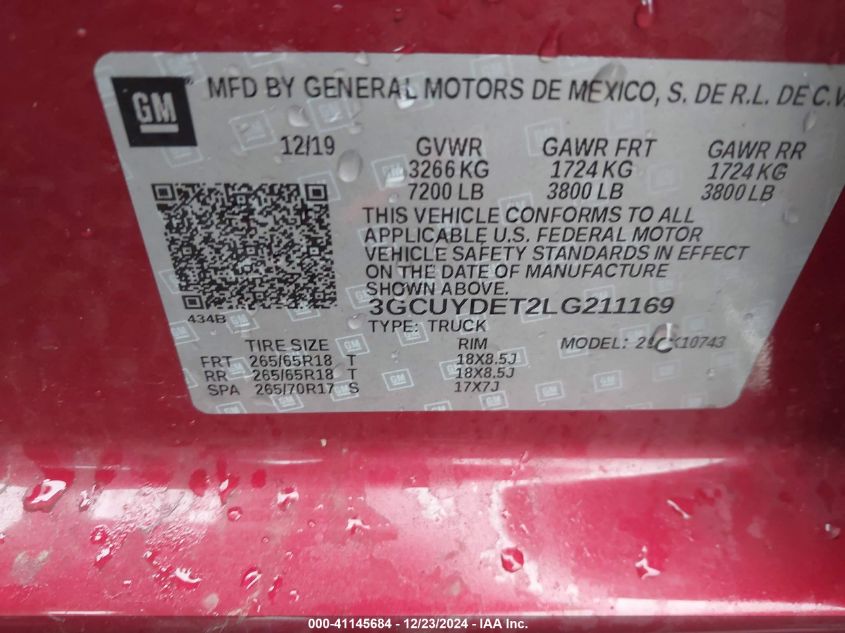 GM ® MFD BY GENERAL MOTORS DE MEXICO, S. DE R.L. DE C.V
12/19 GVWR GAWR FRT GAWR RR
3266 KG 1724 KG 1724 KG
7200 LB 3800 LB 3800 LB
THIS VEHICLE CONFORMS TO ALL
APPLICABLE U.S. FEDERAL MOTOR
VEHICLE SAFETY STANDARDS IN EFFECT
ON THE DATE OF MANUFACTURE
SHOWN ABOVE.
434B 3GCUYDET2LG211169
TYPE: TRUCK MODEL:
TIRE SIZE RIM
FRT 265/65R18 T 18X8.5J
RR 265/65R18 T 18X8.5J
SPA 265/70R17 S 17X7J
000-41145684 - 12/23/2024 - IAA Inc.